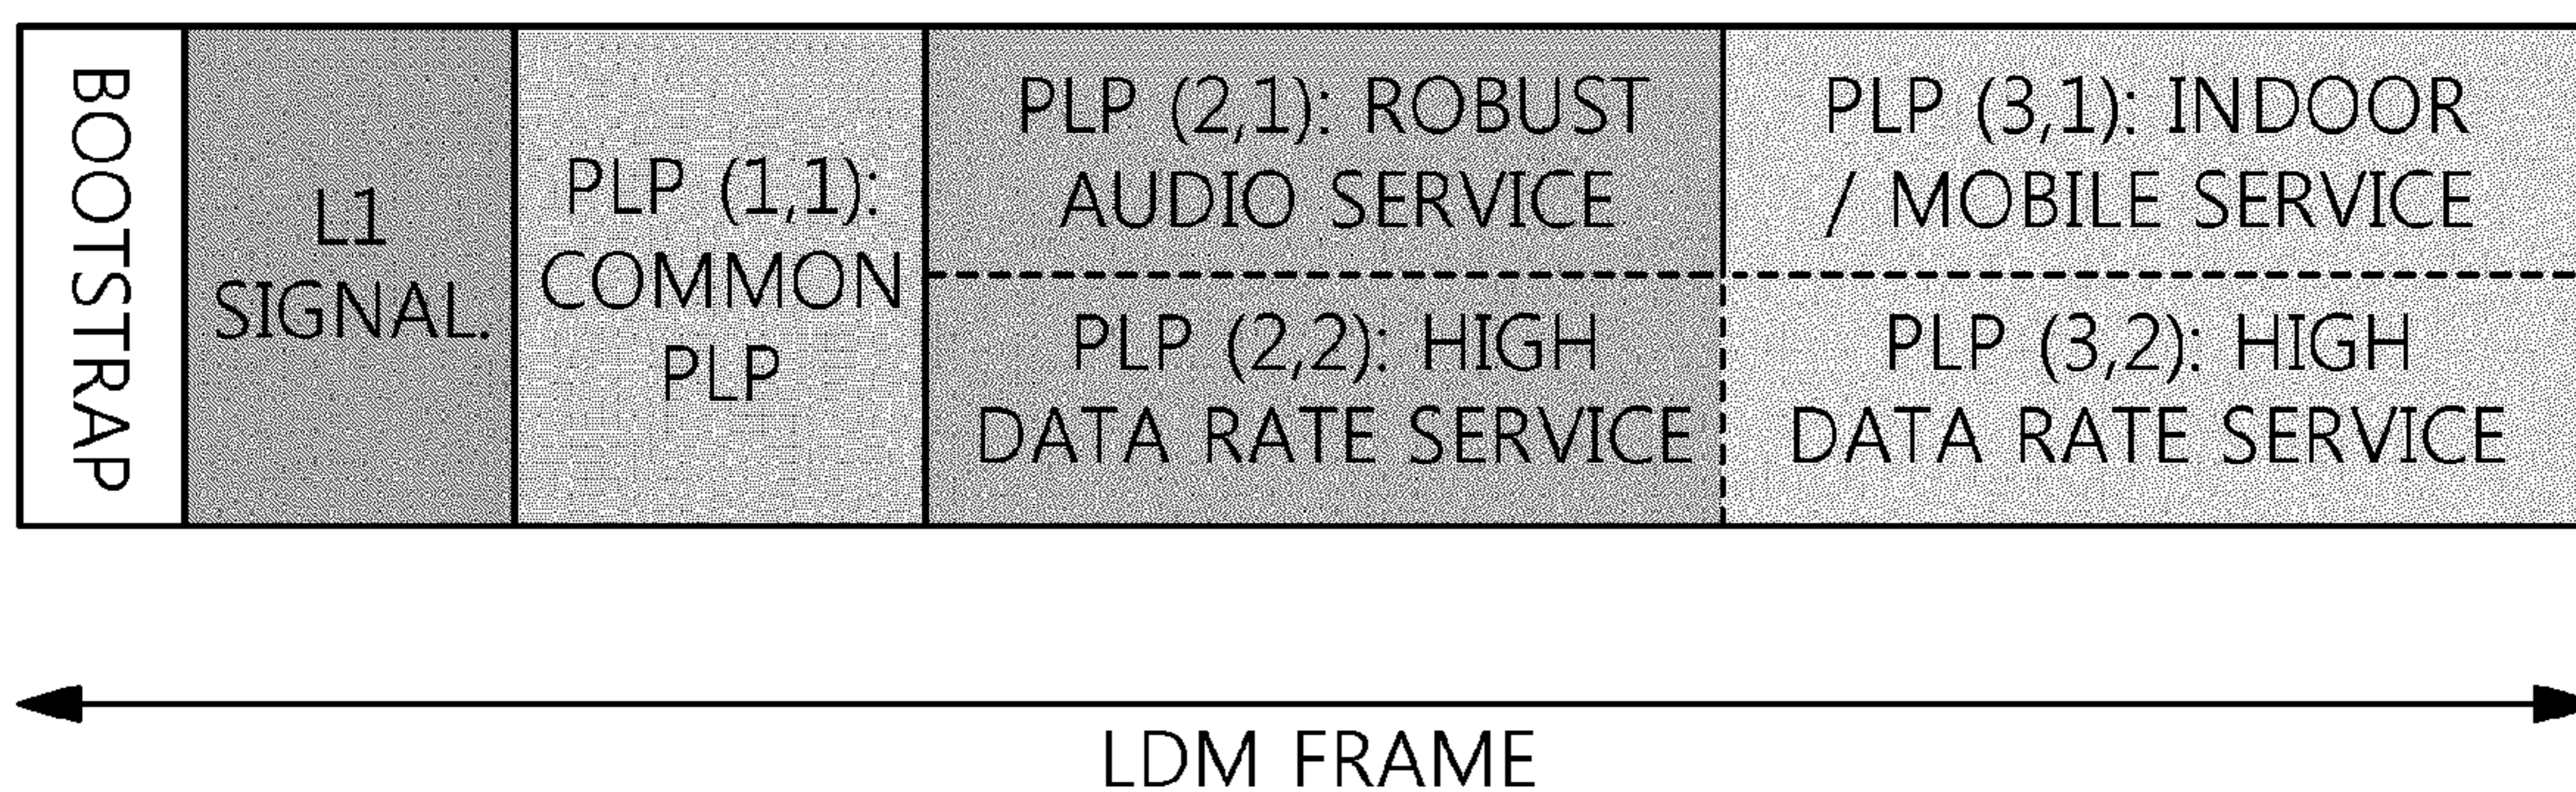 BOOTSTRAP
L1
SIGNAL.
PLP (1,1):
COMMON
PLP
PLP (2,1): ROBUST
AUDIO SERVICE
PLP (2,2): HIGH
DATA RATE SERVICE
PLP (3,1): INDOOR
/ MOBILE SERVICE
PLP (3,2): HIGH
DATA RATE SERVICE
LDM FRAME